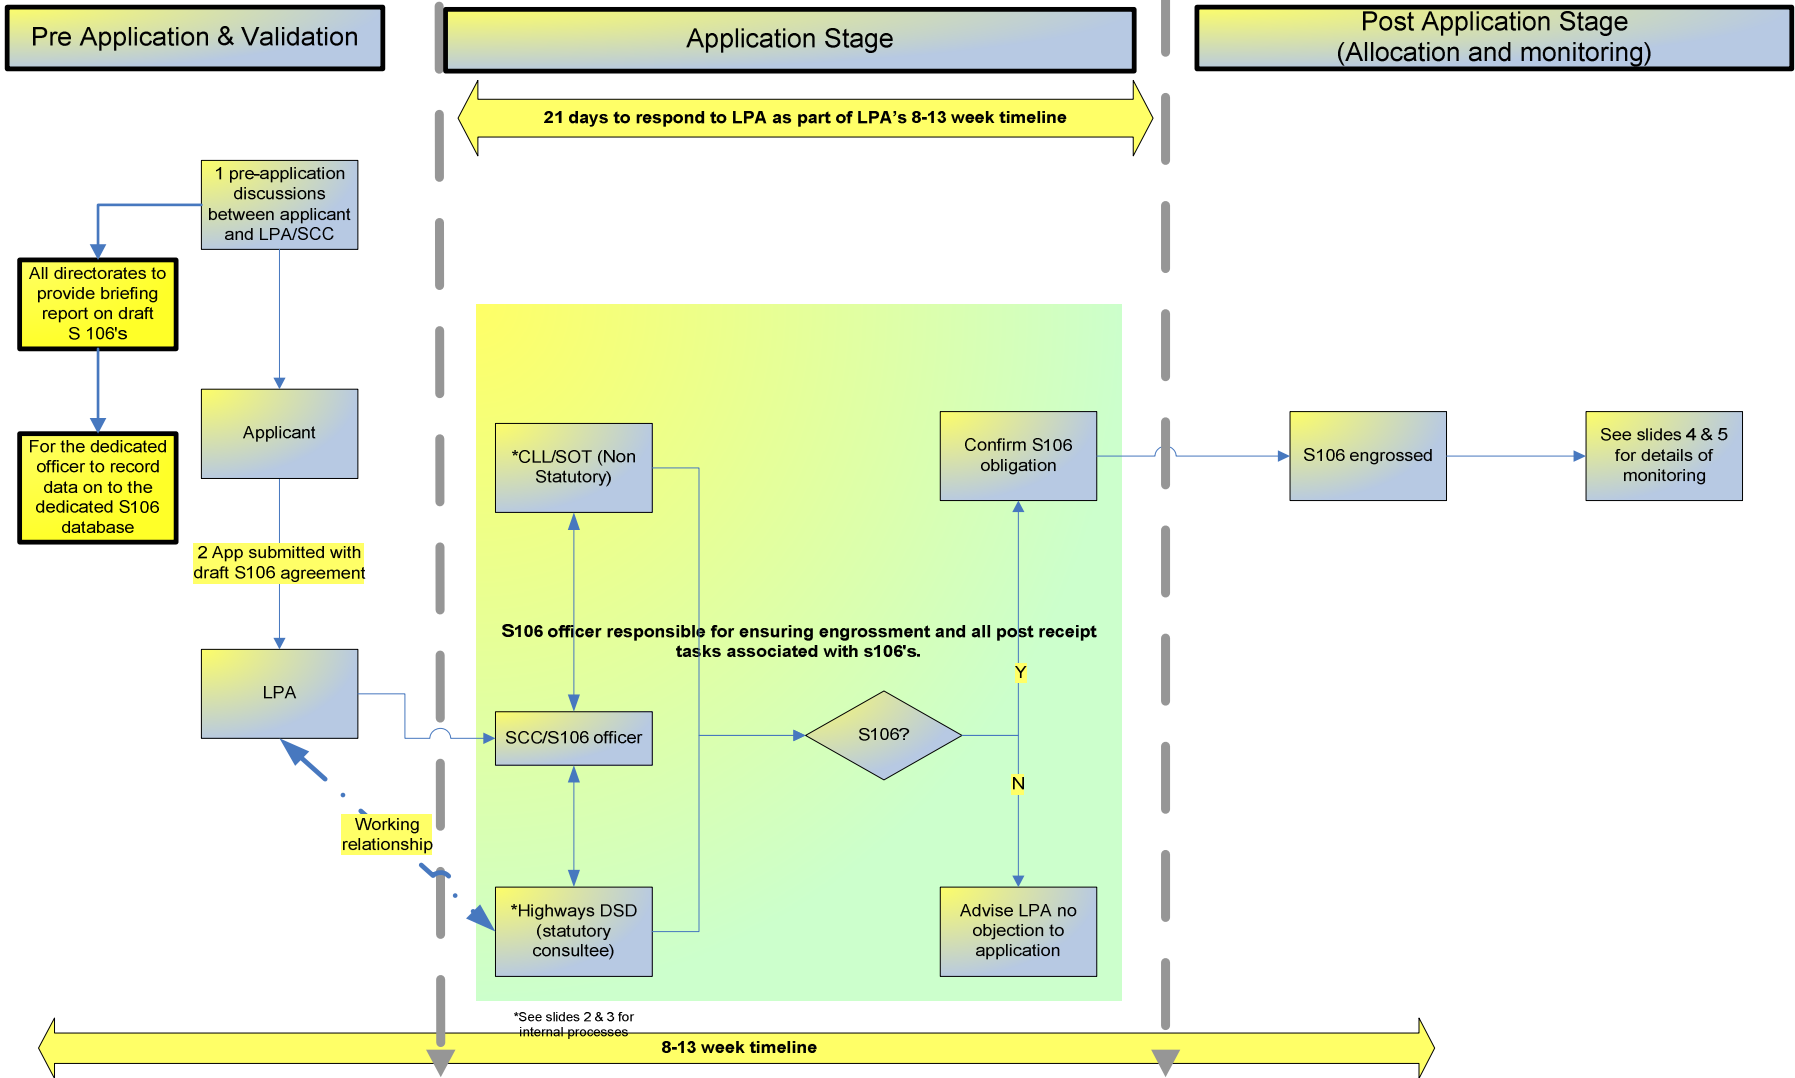 Pre Application & Validation
Application Stage
Post Application Stage
(Allocation and monitoring)
21 days to respond to LPA as part of LPA's 8-13 week timeline
1 pre-application
discussions
between applicant
and LPA/SCC
All directorates to
provide briefing
report on draft
S 106's
For the dedicated
officer to record
data on to the
dedicated S106
database
Applicant
2 App submitted with
draft S106 agreement
LPA
Working
relationship
*CLL/SOT (Non
Statutory)
S106 officer responsible for ensuring engrossment and all post receipt
tasks associated with s106's.
SCC/S106 officer
*Highways DSD
(statutory
consultee)
S106?
Y
N
Confirm S106
obligation
Advise LPA no
objection to
application
S106 engrossed
See slides 4 & 5
for details of
monitoring
*See slides 2 & 3 for
internal processes
8-13 week timeline